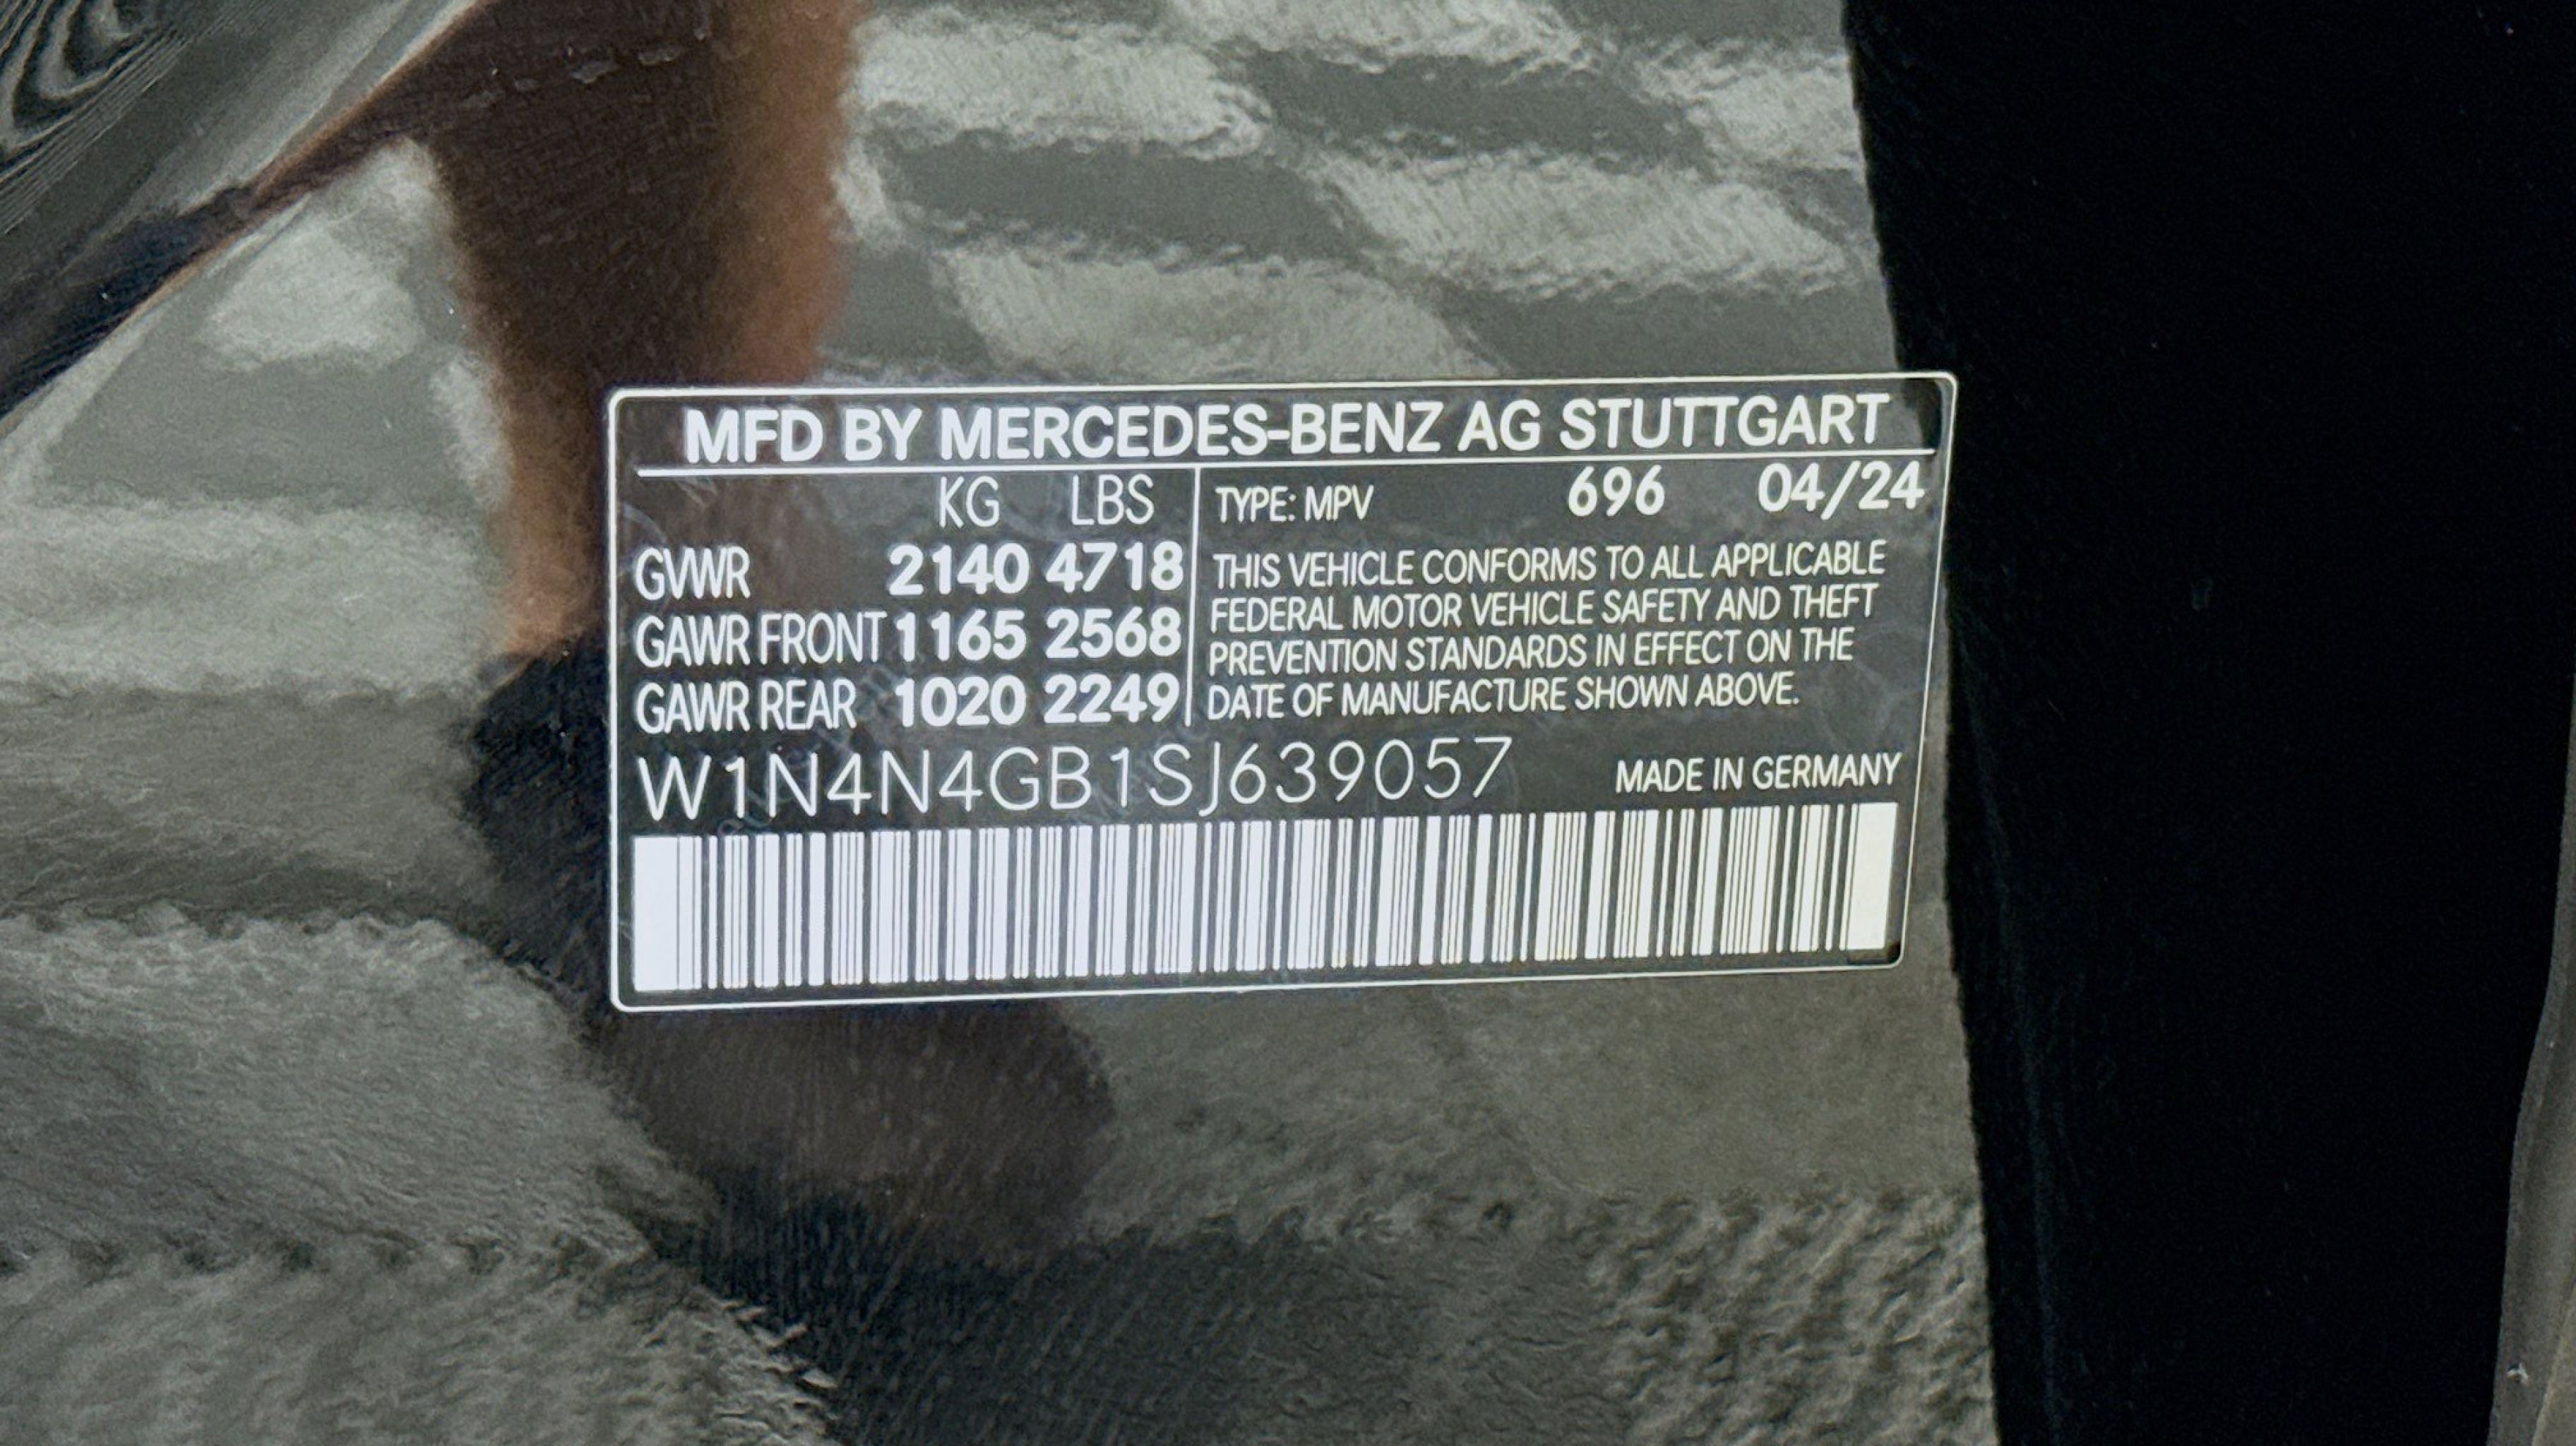 MFD BY MERCEDES-BENZ AG STUTTGART
KG LBS
GVWR 2140 4718
GAWR FRONT 1165 2568
GAWR REAR 1020 2249
TYPE: MPV 696 04/24
THIS VEHICLE CONFORMS TO ALL APPLICABLE
FEDERAL MOTOR VEHICLE SAFETY AND THEFT
PREVENTION STANDARDS IN EFFECT ON THE
DATE OF MANUFACTURE SHOWN ABOVE.
W1N4N4GB1SJ639057 MADE IN GERMANY